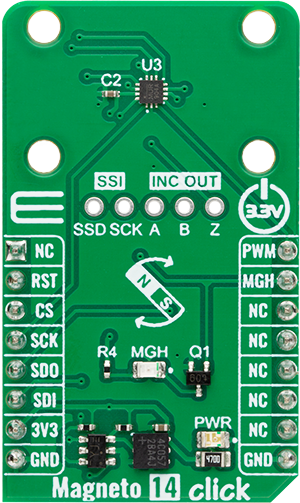 U3
C2
SSI INC OUT
3.3V
SSD SCK A B Z
NC PWM
RST MGH
CS NC
N S
SCK NC
R4 MGH Q1
SDO NC
SDI NC
PWR
3V3 NC
4700
GND GND
Magneto 14 click